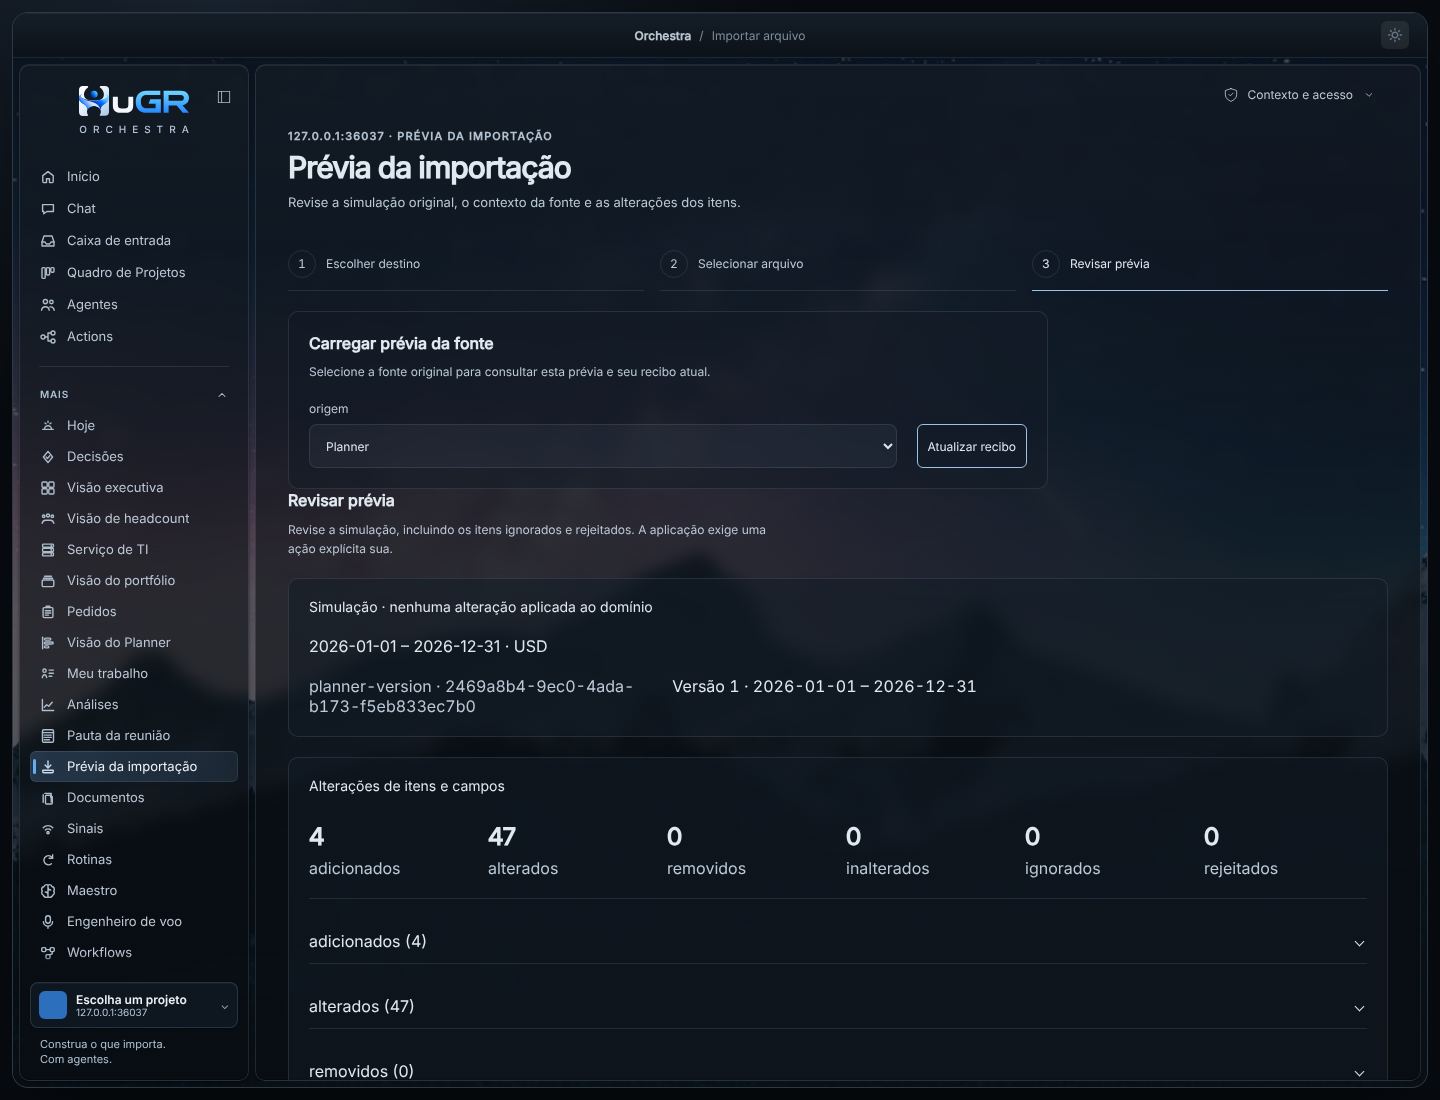 Orchestra / Importar arquivo
HuGR
ORCHESTRA
Início
Chat
Caixa de entrada
Quadro de Projetos
Agentes
Actions
MAIS
Hoje
Decisões
Visão executiva
Visão de headcount
Serviço de TI
Visão do portfólio
Pedidos
Visão do Planner
Meu trabalho
Análises
Pauta da reunião
Prévia da importação
Documentos
Sinais
Rotinas
Maestro
Engenheiro de voo
Workflows
Escolha um projeto
127.0.0.1:36037
Construa o que importa.
Com agentes.
Contexto e acesso
127.0.0.1:36037 · PRÉVIA DA IMPORTAÇÃO
Prévia da importação
Revise a simulação original, o contexto da fonte e as alterações dos itens.
1 Escolher destino
2 Selecionar arquivo
3 Revisar prévia
Carregar prévia da fonte
Selecione a fonte original para consultar esta prévia e seu recibo atual.
origem
Planner
Atualizar recibo
Revisar prévia
Revise a simulação, incluindo os itens ignorados e rejeitados. A aplicação exige uma
ação explícita sua.
Simulação · nenhuma alteração aplicada ao domínio
2026-01-01 – 2026-12-31 · USD
planner-version · 2469a8b4-9ec0-4ada-
b173-f5eb833ec7b0
Versão 1 · 2026-01-01 – 2026-12-31
Alterações de itens e campos
4 adicionados
47 alterados
0 removidos
0 inalterados
0 ignorados
0 rejeitados
adicionados (4)
alterados (47)
removidos (0)